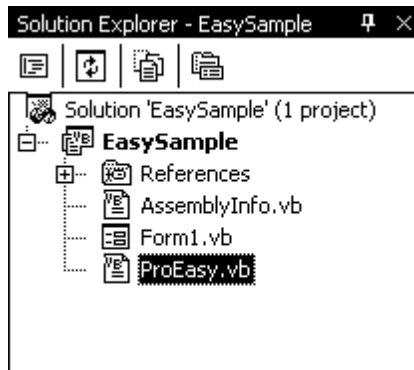 Solution Explorer - EasySample
Solution 'EasySample' (1 project)
EasySample
References
AssemblyInfo.vb
Form1.vb
ProEasy.vb